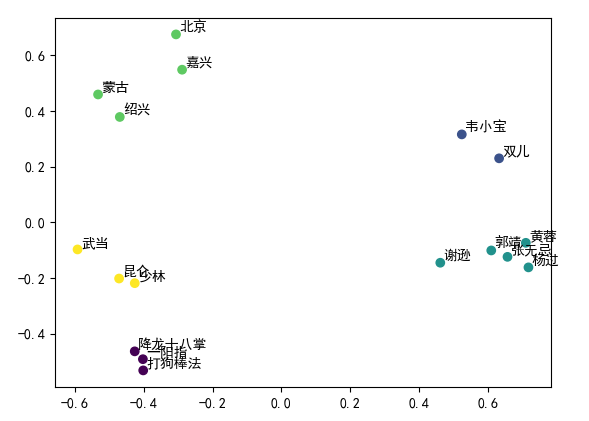 0.6
0.4
0.2
0.0
−0.2
−0.4
北京
嘉兴
蒙古
绍兴
韦小宝
双儿
武当
昆仑
少林
谢逊
郭靖
黄蓉
张无忌
杨过
降龙十八掌
一阳指
打狗棒法
−0.6
−0.4
−0.2
0.0
0.2
0.4
0.6